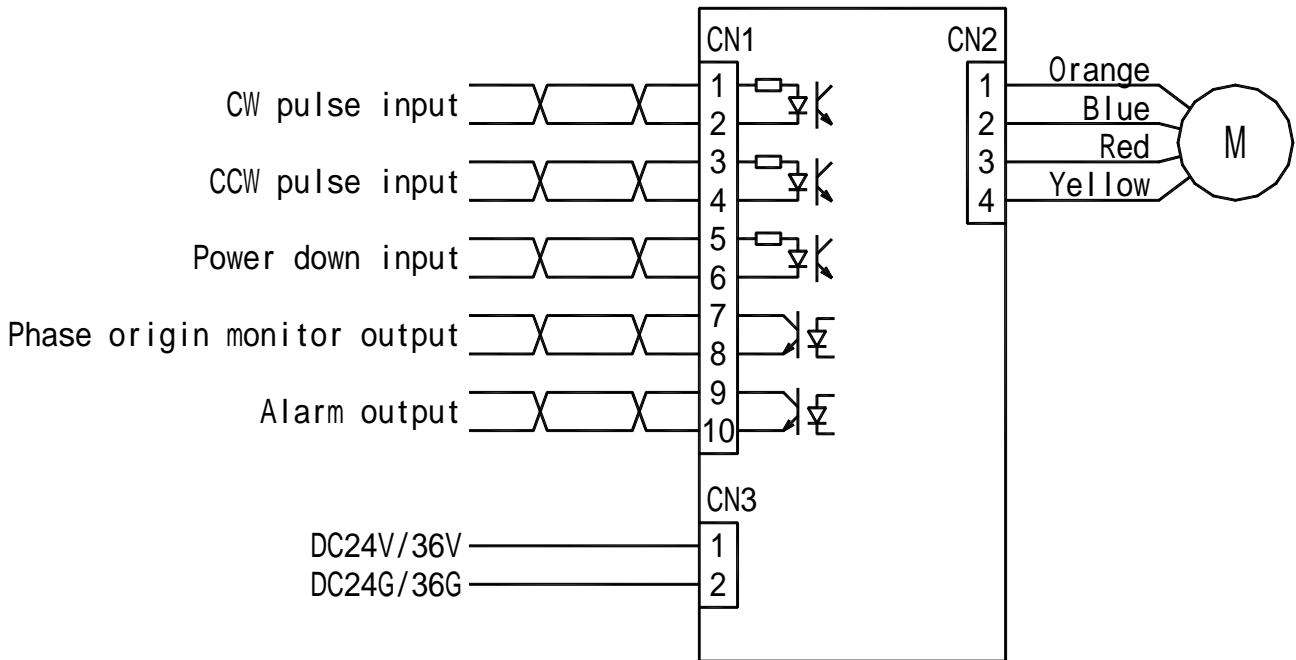 CN1
CN2
CW pulse input
1
2
CCW pulse input
3
4
Power down input
5
6
Phase origin monitor output
7
8
Alarm output
9
10
1 Orange
2 Blue
3 Red
4 Yellow
M
CN3
DC24V/36V 1
DC24G/36G 2